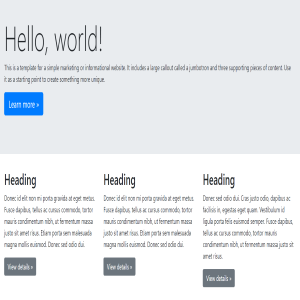 Hello, world!
This is a template for a simple marketing or informational website. It includes a large callout called a jumbotron and three supporting pieces of content. Use
it as a starting point to create something more unique.
Learn more »
Heading
Donec id elit non mi porta gravida at eget metus.
Fusce dapibus, tellus ac cursus commodo, tortor
mauris condimentum nibh, ut fermentum massa
justo sit amet risus. Etiam porta sem malesuada
magna mollis euismod. Donec sed odio dui.
View details »
Heading
Donec id elit non mi porta gravida at eget metus.
Fusce dapibus, tellus ac cursus commodo, tortor
mauris condimentum nibh, ut fermentum massa
justo sit amet risus. Etiam porta sem malesuada
magna mollis euismod. Donec sed odio dui.
View details »
Heading
Donec sed odio dui. Cras justo odio, dapibus ac
facilisis in, egestas eget quam. Vestibulum id
ligula porta felis euismod semper. Fusce dapibus,
tellus ac cursus commodo, tortor mauris
condimentum nibh, ut fermentum massa justo sit
amet risus.
View details »